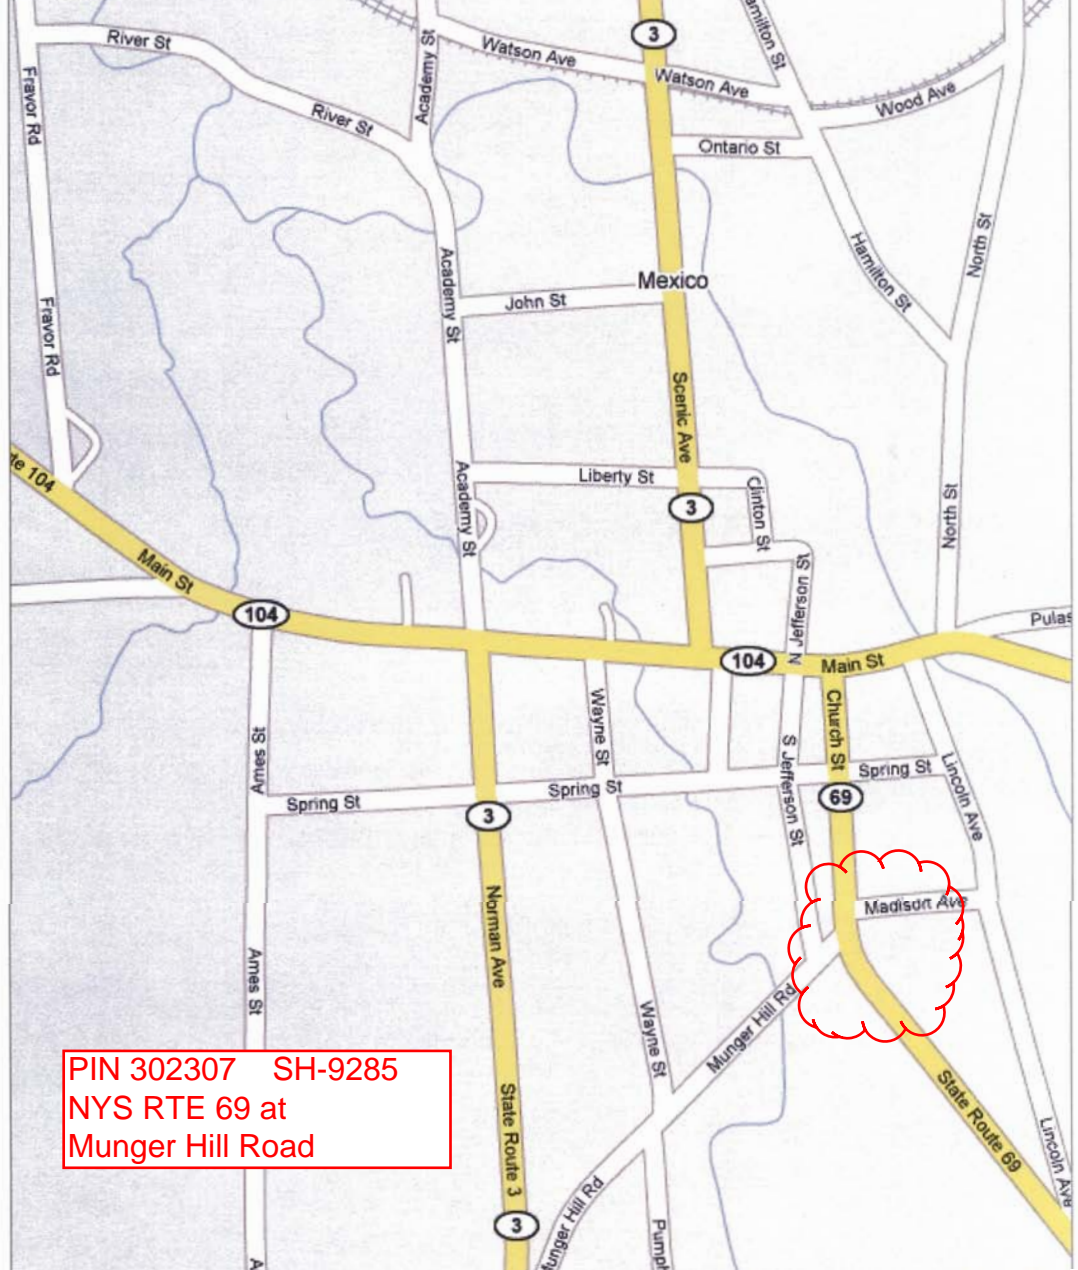 River St
Academy St
Watson Ave
3
Hamilton St
Fravor Rd
River St
Watson Ave
Wood Ave
Ontario St
North St
Hamilton St
Academy St
Mexico
John St
Fravor Rd
Scenic Ave
te 104
Academy St
Liberty St
Clinton St
3
North St
Main St
N Jefferson St
104
Pulas
104
Main St
Ames St
Wayne St
Church St
S Jefferson St
Spring St
Lincoln Ave
Spring St
Spring St
69
3
Madison Ave
Norman Ave
Ames St
Wayne St
Munger Hill Rd
PIN 302307 SH-9285
NYS RTE 69 at
Munger Hill Road
State Route 3
State Route 69
Lincoln Ave
Munger Hill Rd
3
Pumph
A